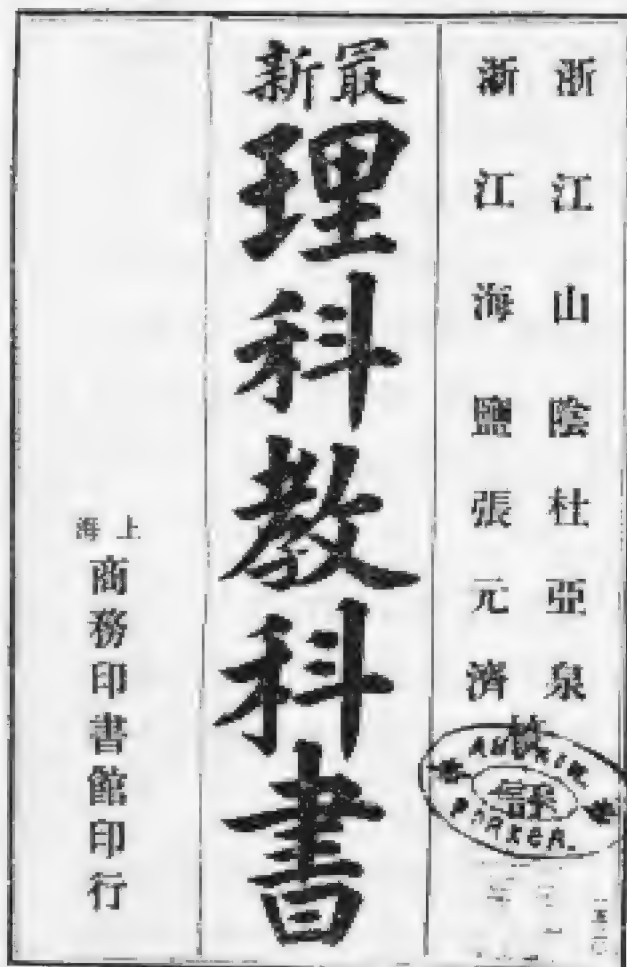 浙江山陰杜亞泉
浙江海鹽張元濟
最新
理科教科書
上海
商務印書館印行